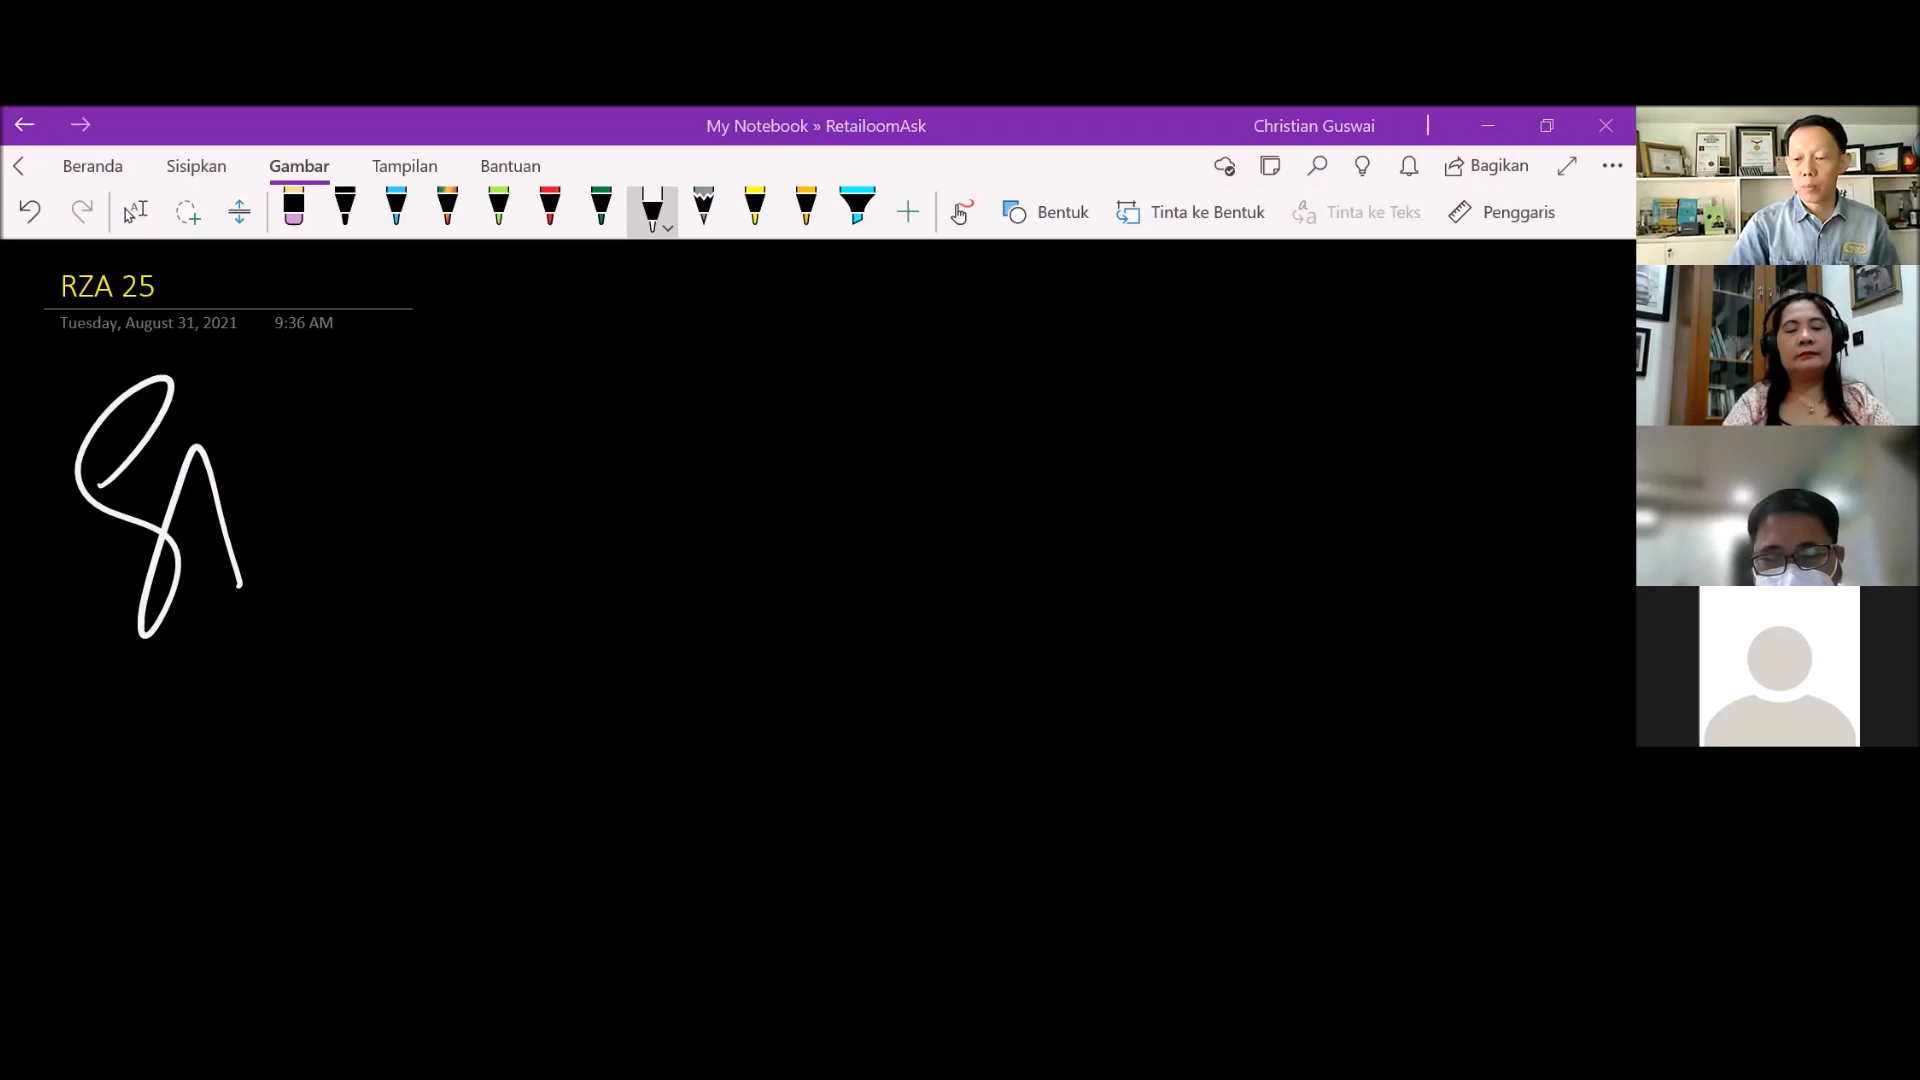 My Notebook » RetailoomAsk
Christian Guswai
Beranda
Sisipkan
Gambar
Tampilan
Bantuan
Bagikan
Bentuk
Tinta ke Bentuk
Tinta ke Teks
Penggaris
RZA 25
Tuesday, August 31, 2021 9:36 AM